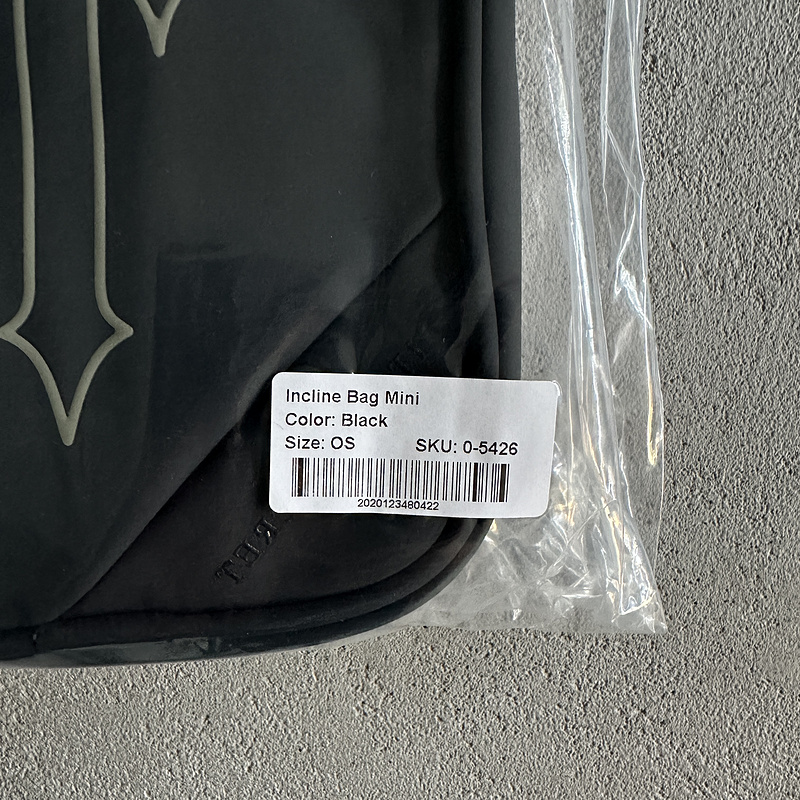 Incline Bag Mini
Color: Black
Size: OS SKU: 0-5426
2020123480422